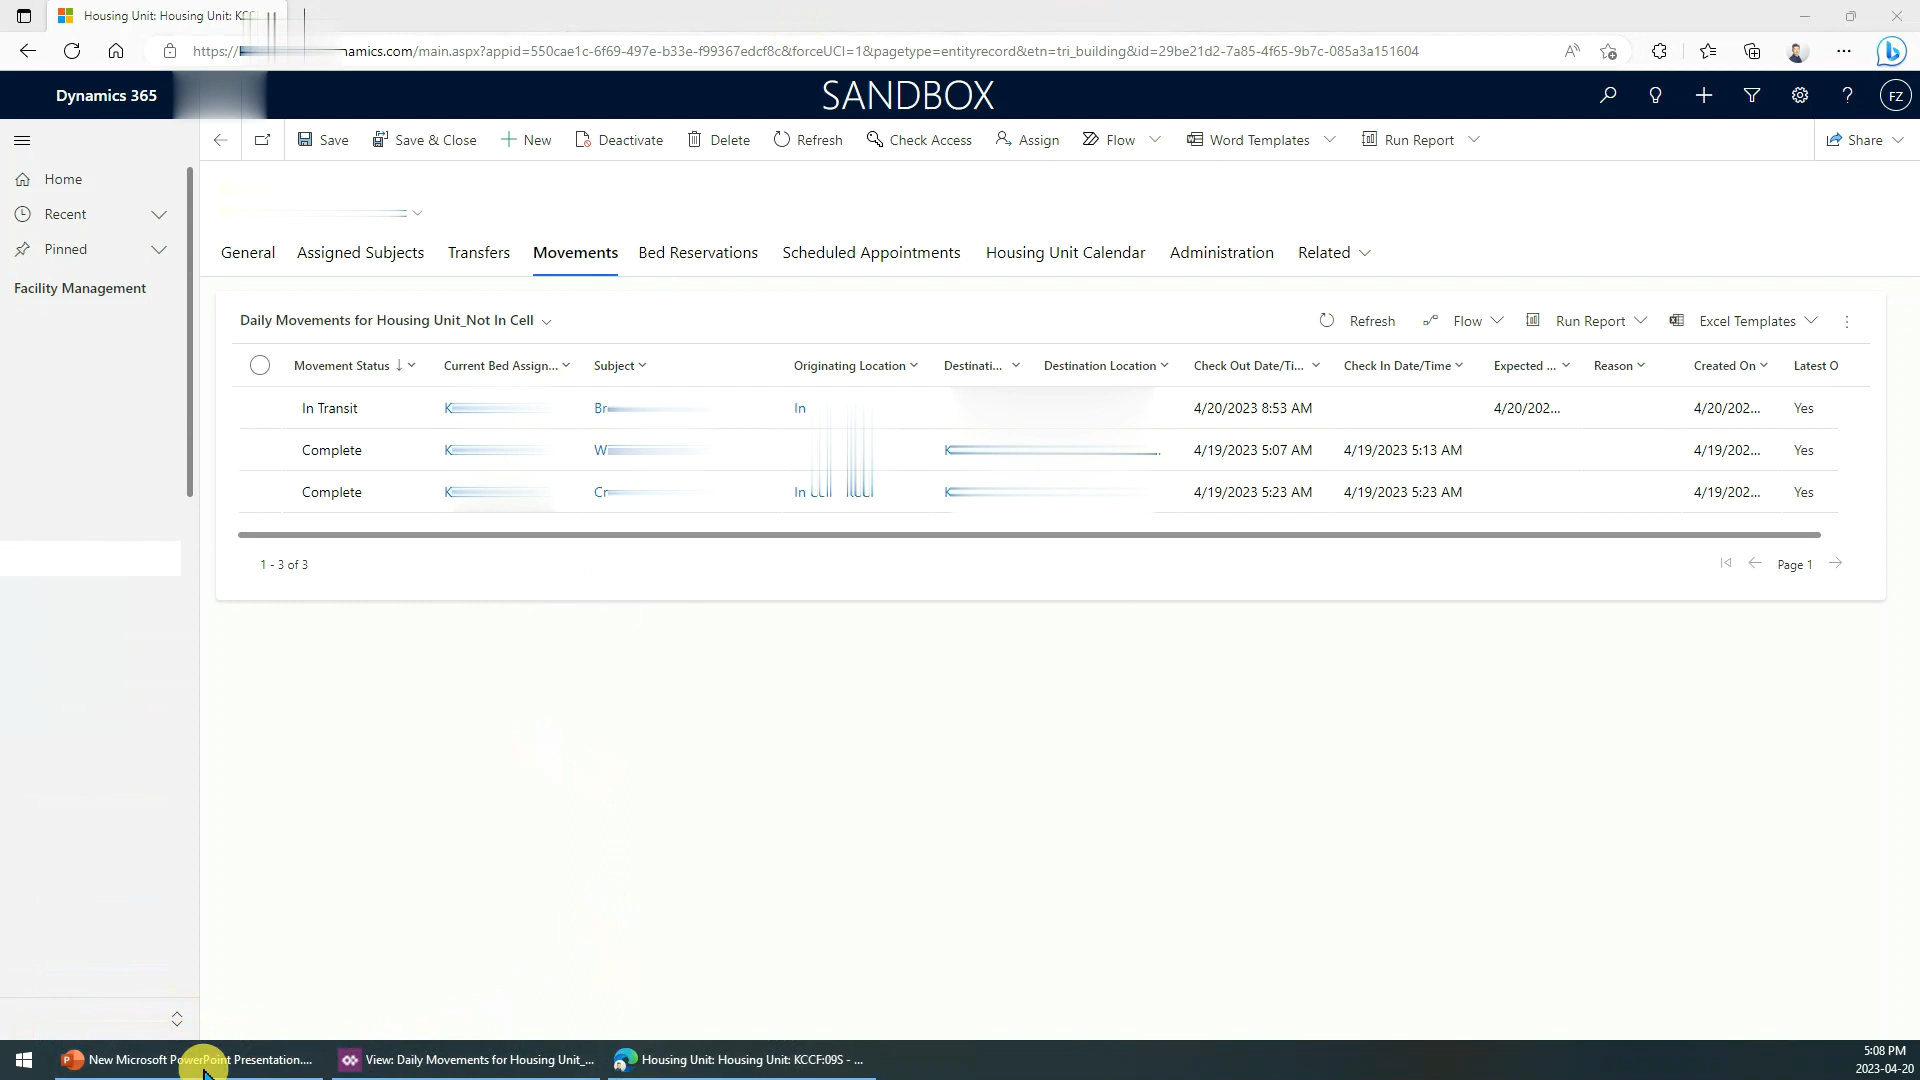 Housing Unit: Housing Unit: KCC
https:/
namics.com/main.aspx?appid=550cae1c-6f69-497e-b33e-f99367edcf8c&forceUCI=1&pagetype=entityrecord&etn=tri_building&id=29be21d2-7a85-4f65-9b7c-085a3a151604
Dynamics 365
SANDBOX
FZ
Save
Save & Close
New
Deactivate
Delete
Refresh
Check Access
Assign
Flow
Word Templates
Run Report
Share
Home
Recent
Pinned
Facility Management
General
Assigned Subjects
Transfers
Movements
Bed Reservations
Scheduled Appointments
Housing Unit Calendar
Administration
Related
Daily Movements for Housing Unit_Not In Cell
Refresh
Flow
Run Report
Excel Templates
Movement Status ↓ Current Bed Assign... Subject Originating Location Destinati... Destination Location Check Out Date/Ti... Check In Date/Time Expected ... Reason Created On Latest O
In Transit K Br In 4/20/2023 8:53 AM 4/20/202... 4/20/202... Yes
Complete K W K 4/19/2023 5:07 AM 4/19/2023 5:13 AM 4/19/202... Yes
Complete K Cr In K 4/19/2023 5:23 AM 4/19/2023 5:23 AM 4/19/202... Yes
1 - 3 of 3
Page 1
New Microsoft PowerPoint Presentation....
View: Daily Movements for Housing Unit_...
Housing Unit: Housing Unit: KCCF:09S - ...
5:08 PM
2023-04-20